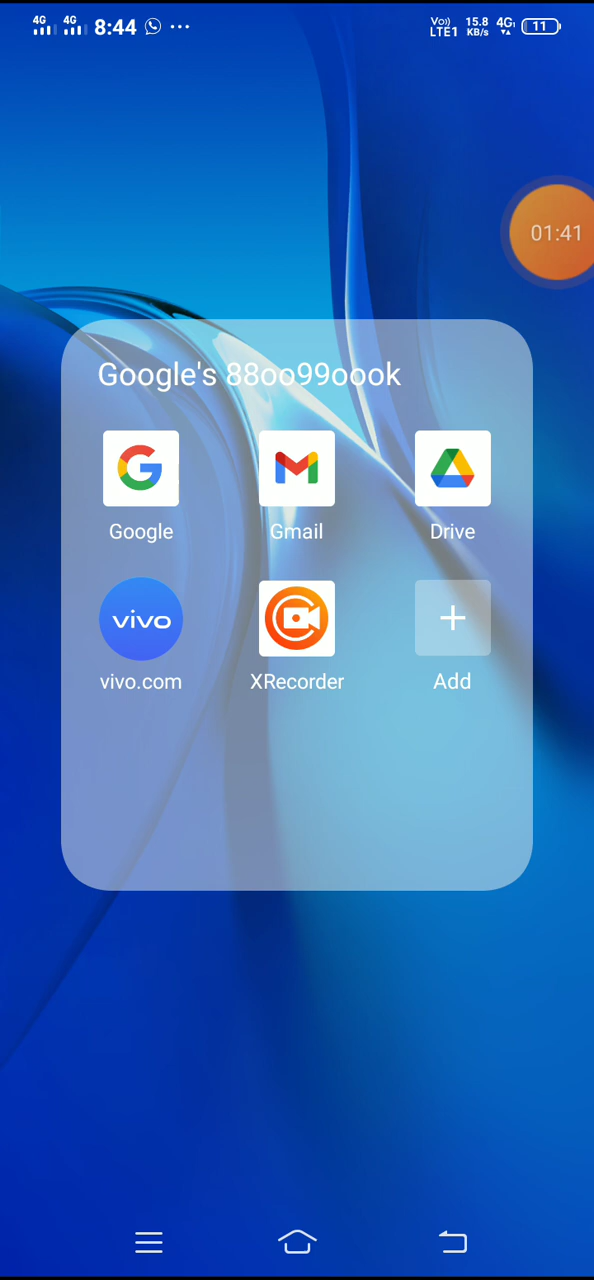 4G 4G 8:44 ... Vo)) LTE1 15.8 KB/s 4G 11
01:41
Google's 88oo99oook
Google Gmail Drive
vivo
vivo.com XRecorder Add